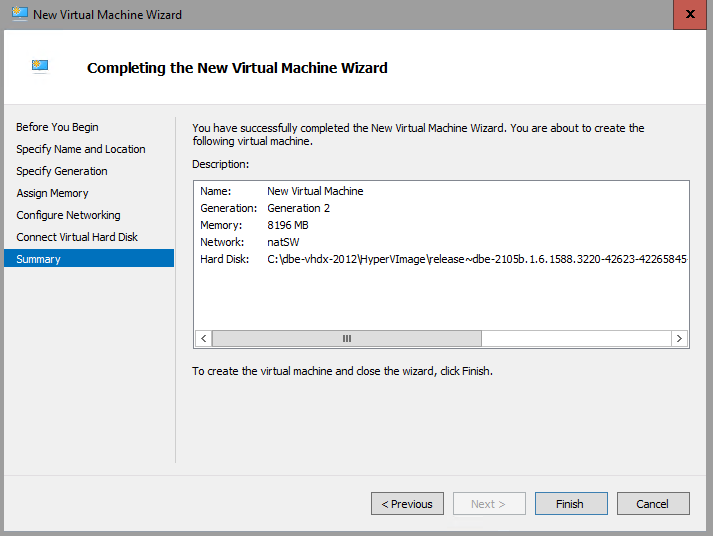 New Virtual Machine Wizard
x
Completing the New Virtual Machine Wizard
Before You Begin
Specify Name and Location
Specify Generation
Assign Memory
Configure Networking
Connect Virtual Hard Disk
Summary
You have successfully completed the New Virtual Machine Wizard. You are about to create the
following virtual machine.
Description:
Name: New Virtual Machine
Generation: Generation 2
Memory: 8196 MB
Network: natSW
Hard Disk: C:\dbe-vhdx-2012\HyperVImage\release~dbe-2105b.1.6.1588.3220-42623-42265845
To create the virtual machine and close the wizard, click Finish.
< Previous
Next >
Finish
Cancel